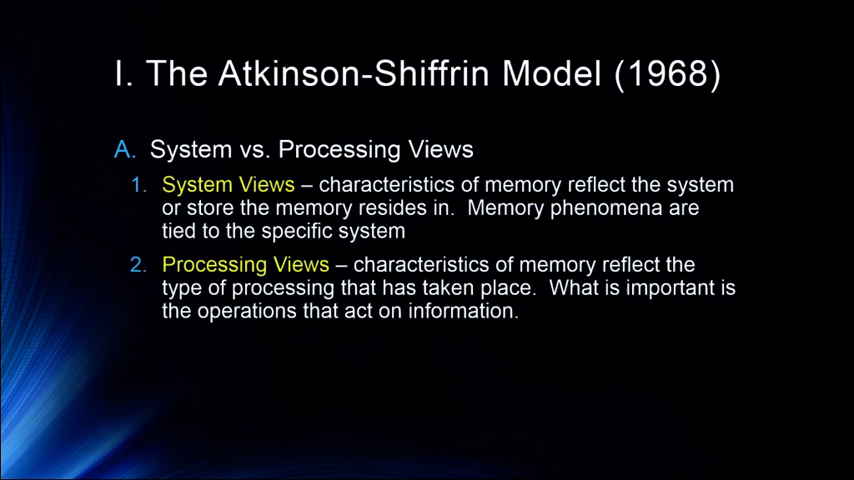 I. The Atkinson-Shiffrin Model (1968)
A. System vs. Processing Views
1. System Views – characteristics of memory reflect the system
or store the memory resides in.  Memory phenomena are
tied to the specific system
2. Processing Views – characteristics of memory reflect the
type of processing that has taken place.  What is important is
the operations that act on information.